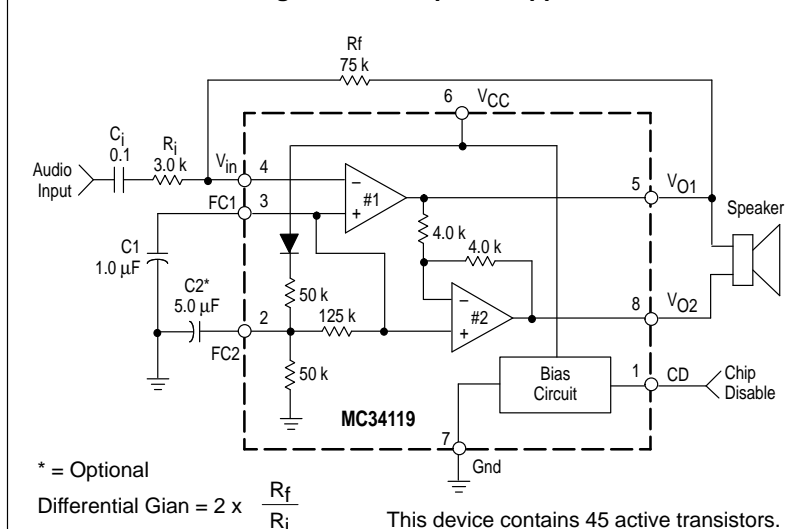 Rf
75 k
6
VCC
Ci
0.1
Ri
3.0 k
Audio
Input
Vin
4
#1
5
VO1
Speaker
FC1
3
4.0 k
4.0 k
C1
1.0 μF
C2*
5.0 μF
50 k
125 k
#2
8
VO2
2
FC2
50 k
Bias
Circuit
1
CD
Chip
Disable
MC34119
7
Gnd
* = Optional
Differential Gian = 2 x Rf
Ri
This device contains 45 active transistors.